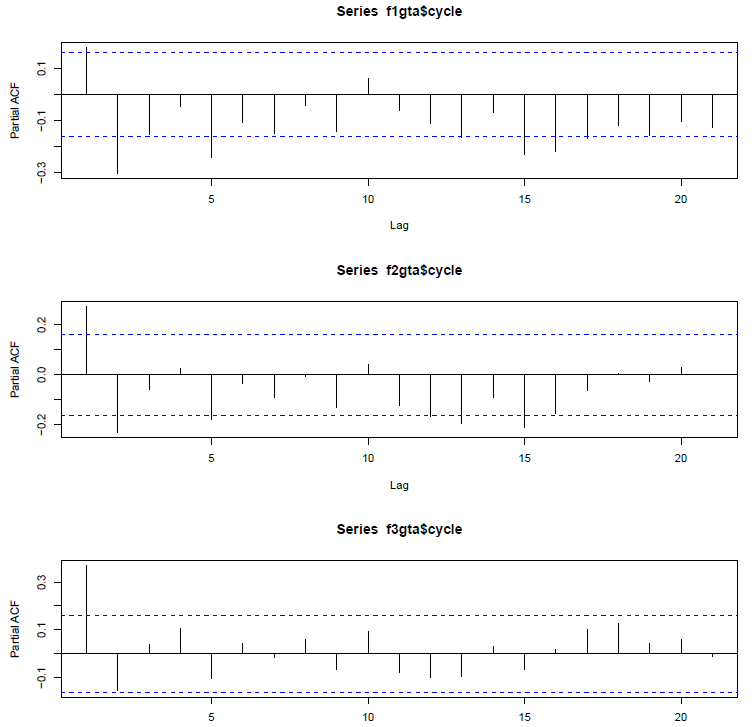 Series f1gta$cycle
Partial ACF
0.1
−0.1
−0.3
5
10
15
20
Lag
Series f2gta$cycle
Partial ACF
0.2
0.0
−0.2
5
10
15
20
Lag
Series f3gta$cycle
Partial ACF
0.3
0.1
−0.1
5
10
15
20